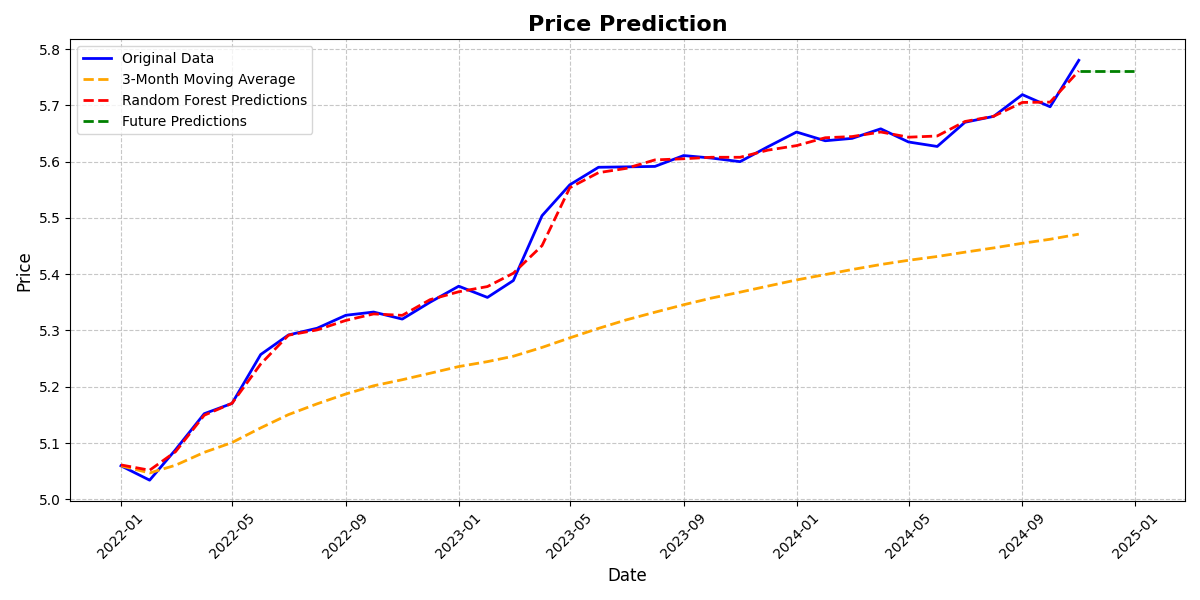 Price Prediction
Original Data
3-Month Moving Average
Random Forest Predictions
Future Predictions
Price
5.8
5.7
5.6
5.5
5.4
5.3
5.2
5.1
5.0
2022-01
2022-05
2022-09
2023-01
2023-05
2023-09
2024-01
2024-05
2024-09
2025-01
Date